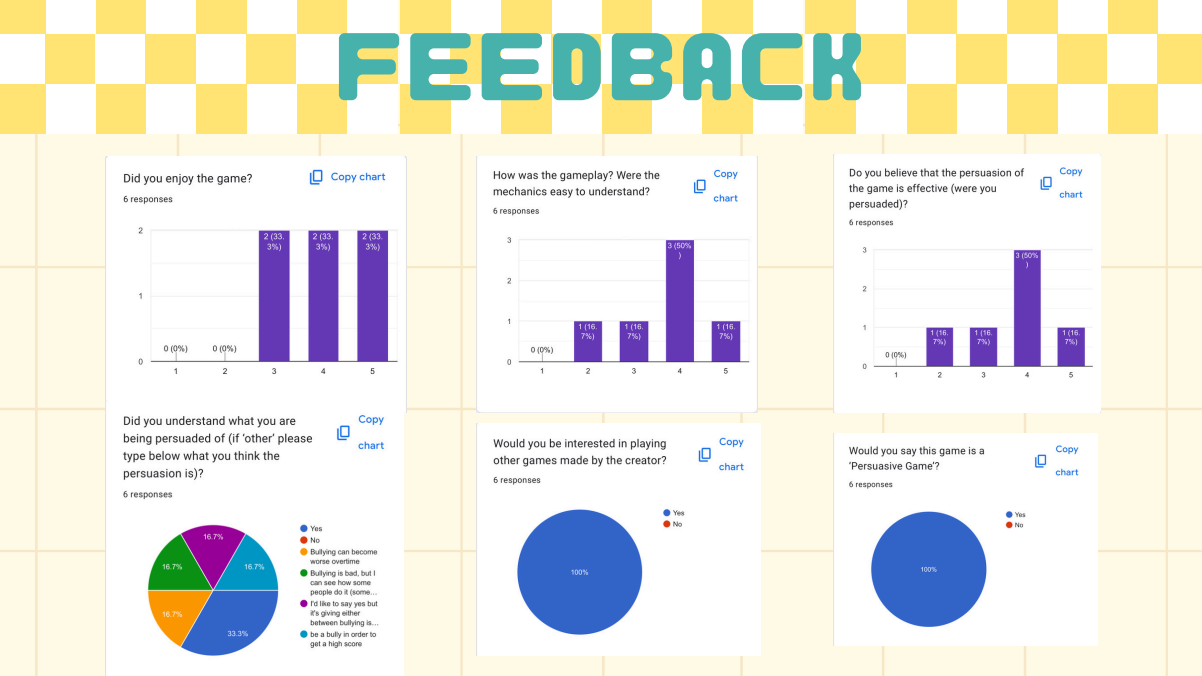 FEEDBACK
Did you enjoy the game?
Copy chart
6 responses
2
1
0
0 (0%)
0 (0%)
2 (33.
3%)
2 (33.
3%)
2 (33.
3%)
1 2 3 4 5
How was the gameplay? Were the
mechanics easy to understand?
Copy
chart
6 responses
3
2
1
0
0 (0%)
1 (16.
7%)
1 (16.
7%)
3 (50%
)
1 (16.
7%)
1 2 3 4 5
Do you believe that the persuasion of
the game is effective (were you
persuaded)?
Copy
chart
6 responses
3
2
1
0
0 (0%)
1 (16.
7%)
1 (16.
7%)
3 (50%
)
1 (16.
7%)
1 2 3 4 5
Did you understand what you are
being persuaded of (if 'other' please
type below what you think the
persuasion is)?
Copy
chart
6 responses
16.7%
16.7%
16.7%
16.7%
33.3%
Yes
No
Bullying can become
worse overtime
Bullying is bad, but I
can see how some
people do it (some...
I'd like to say yes but
it's giving either
between bullying is...
be a bully in order to
get a high score
Would you be interested in playing
other games made by the creator?
Copy
chart
6 responses
100%
Yes
No
Would you say this game is a
'Persuasive Game'?
Copy
chart
6 responses
100%
Yes
No